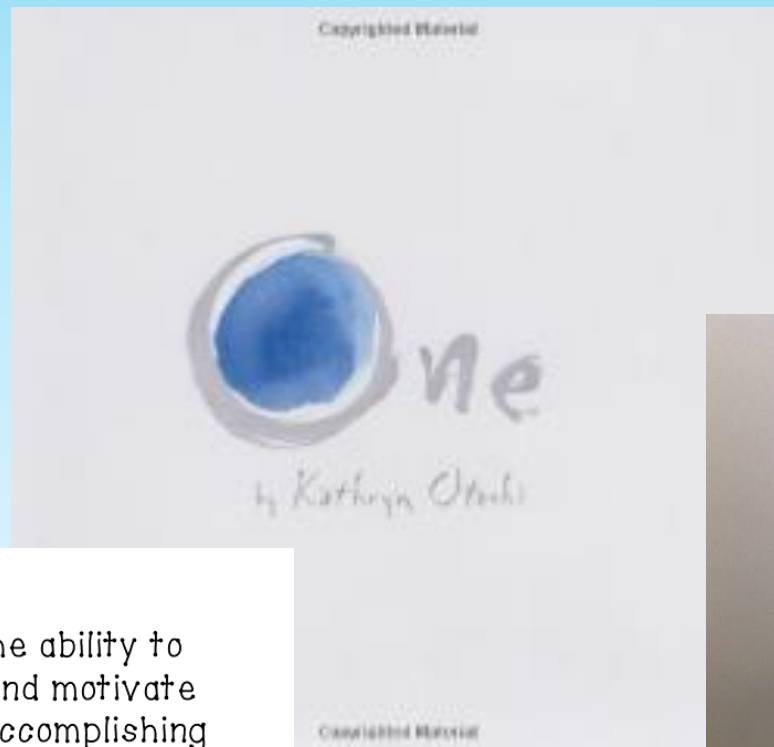 Copyrighted Material
One
by Kathryn Otoshi
he ability to
nd motivate
ccomplishing
Copyrighted Material